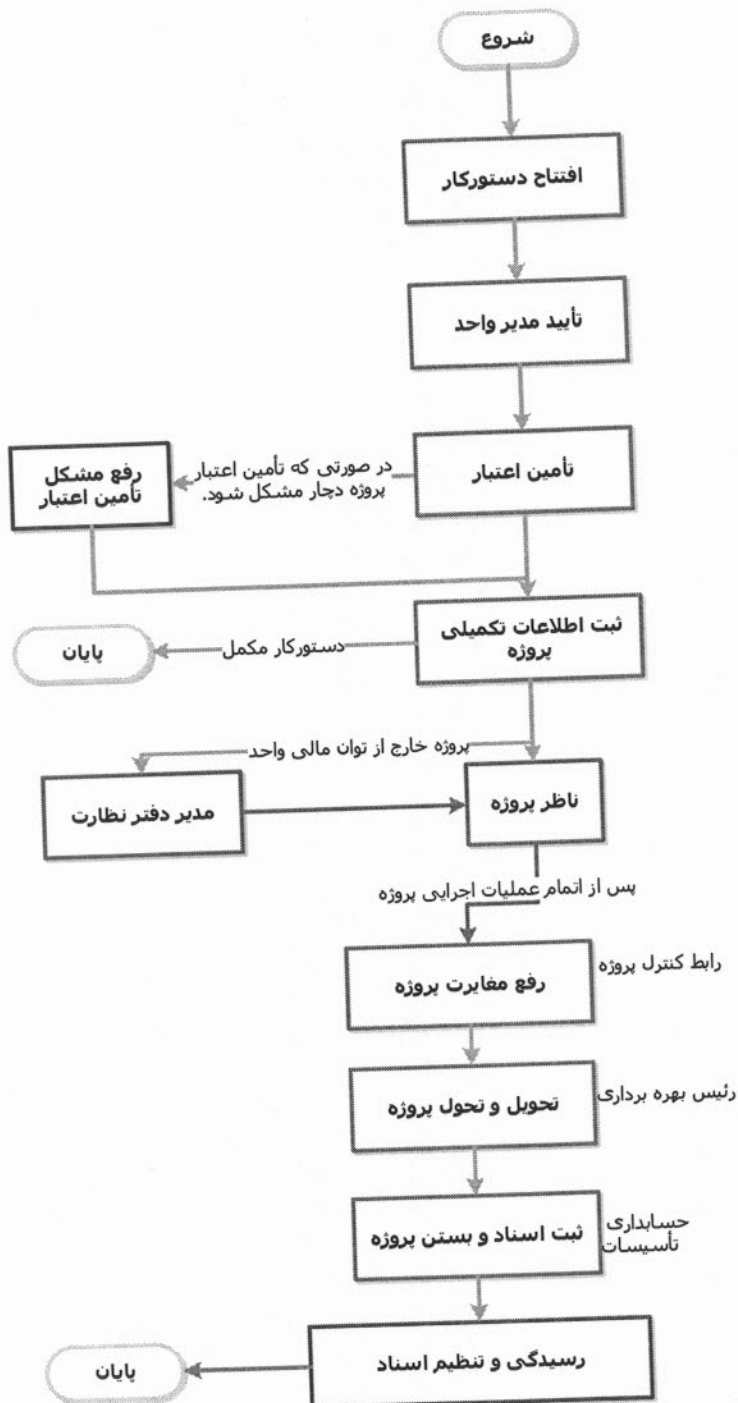 شروع
افتتاح دستورکار
تأیید مدیر واحد
تأمین اعتبار
در صورتی که تأمین اعتبار
پروژه دچار مشکل شود.
رفع مشکل
تأمین اعتبار
ثبت اطلاعات تکمیلی
پروژه
دستورکار مکمل
پایان
پروژه خارج از توان مالی واحد
ناظر پروژه
مدیر دفتر نظارت
پس از اتمام عملیات اجرایی پروژه
رفع مغایرت پروژه
رابط کنترل پروژه
تحویل و تحول پروژه
رئیس بهره برداری
ثبت اسناد و بستن پروژه
حسابداری
تأسیسات
رسیدگی و تنظیم اسناد
پایان